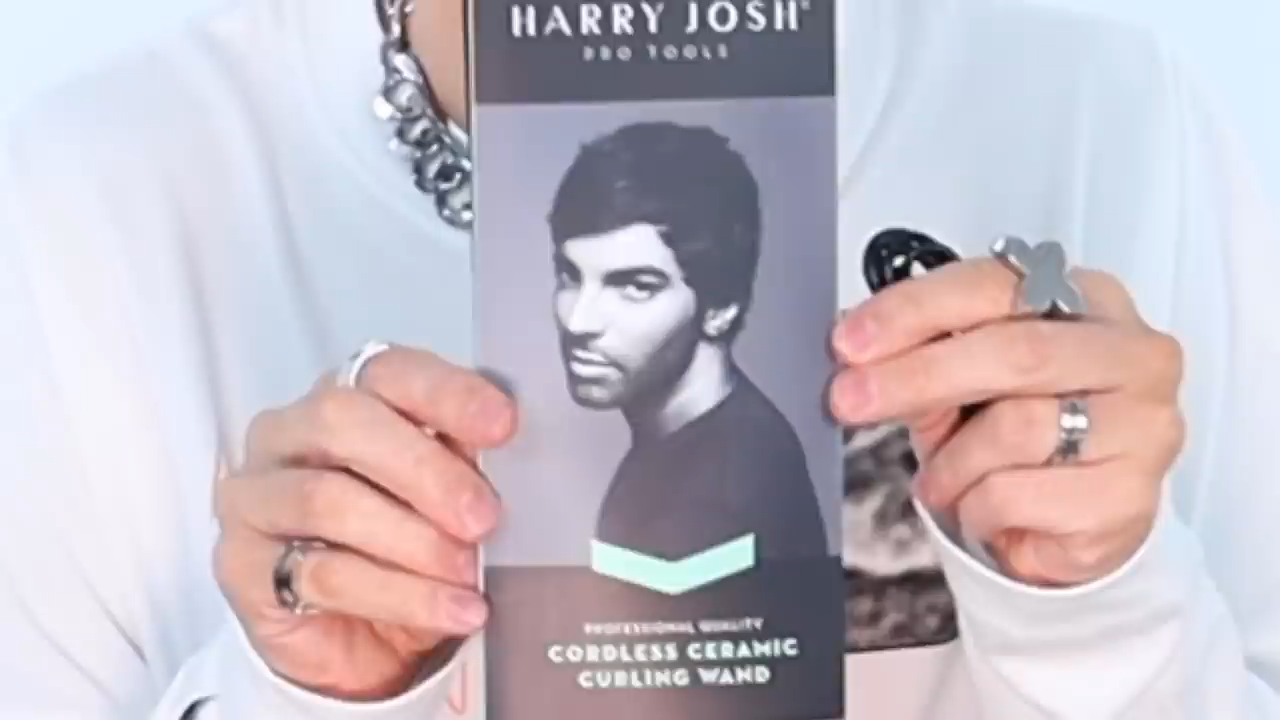 HARRY JOSH®
PRO TOOLS
PROFESSIONAL QUALITY
CORDLESS CERAMIC
CURLING WAND